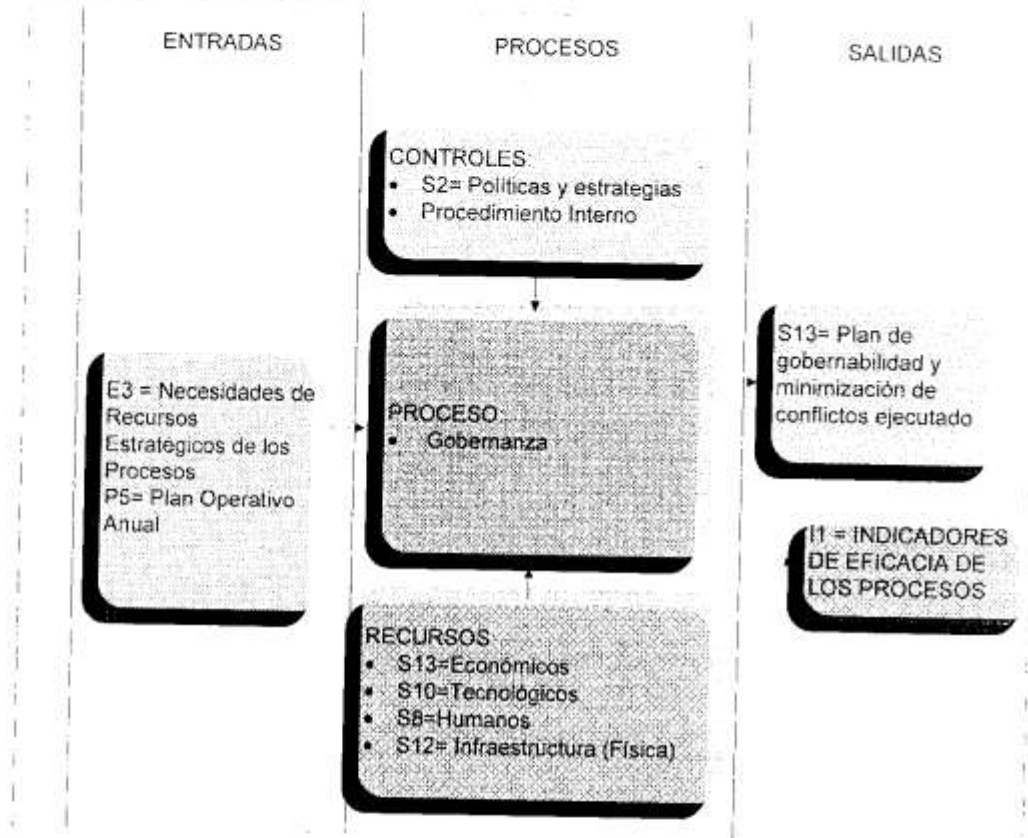 ENTRADAS
PROCESOS
SALIDAS
CONTROLES:
• S2= Políticas y estrategias
• Procedimiento Interno
E3 = Necesidades de
Recursos
Estratégicos de los
Procesos
P5= Plan Operativo
Anual
PROCESO
• Gobernanza
S13= Plan de
gobernabilidad y
minimización de
conflictos ejecutado
I1 = INDICADORES
DE EFICACIA DE
LOS PROCESOS
RECURSOS
• S13=Económicos
• S10=Tecnológicos
• S8=Humanos
• S12= Infraestructura (Física)